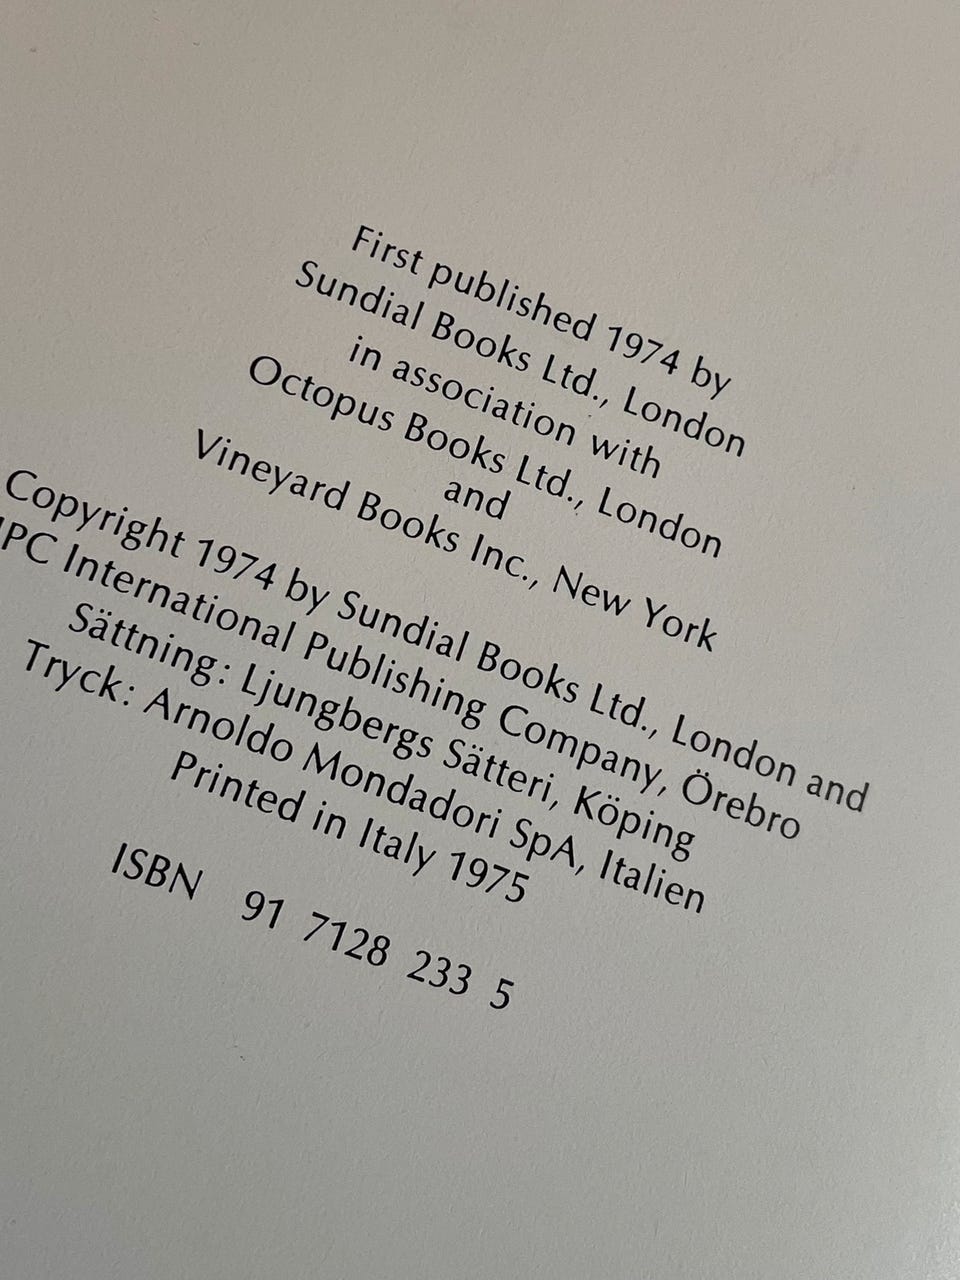 First published 1974 by
Sundial Books Ltd., London
in association with
Octopus Books Ltd., London
and
Vineyard Books Inc., New York
Copyright 1974 by Sundial Books Ltd., London and
IPC International Publishing Company, Örebro
Sättning: Ljungbergs Sätteri, Köping
Tryck: Arnoldo Mondadori SpA, Italien
Printed in Italy 1975
ISBN 91 7128 233 5